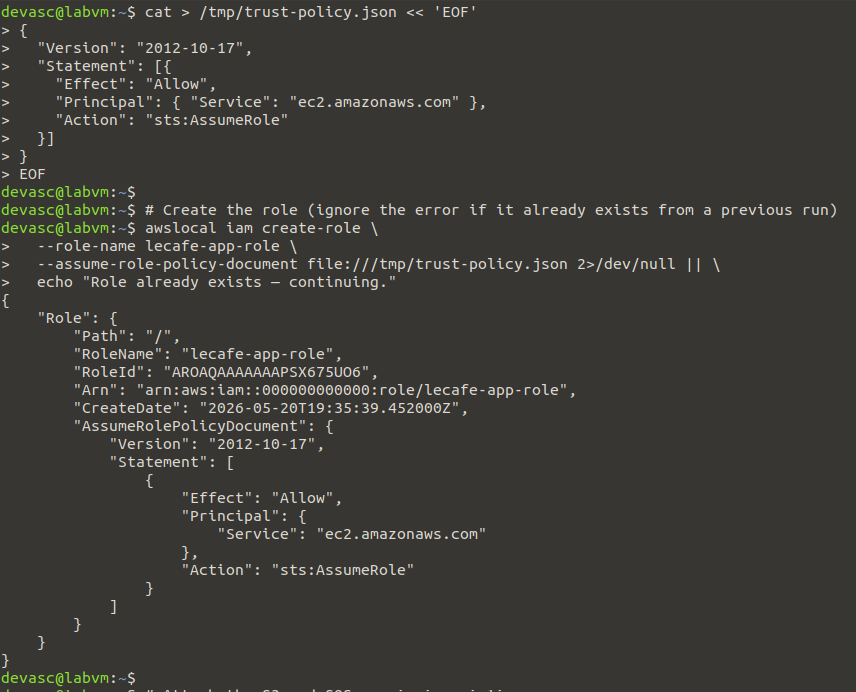 devasc@labvm:~$ cat > /tmp/trust-policy.json << 'EOF'
> {
>   "Version": "2012-10-17",
>   "Statement": [{
>     "Effect": "Allow",
>     "Principal": { "Service": "ec2.amazonaws.com" },
>     "Action": "sts:AssumeRole"
>   }]
> }
> EOF
devasc@labvm:~$
devasc@labvm:~$ # Create the role (ignore the error if it already exists from a previous run)
devasc@labvm:~$ awslocal iam create-role \
>   --role-name lecafe-app-role \
>   --assume-role-policy-document file:///tmp/trust-policy.json 2>/dev/null || \
>   echo "Role already exists — continuing."
{
    "Role": {
        "Path": "/",
        "RoleName": "lecafe-app-role",
        "RoleId": "AROAQAAAAAAAPSX675UO6",
        "Arn": "arn:aws:iam::000000000000:role/lecafe-app-role",
        "CreateDate": "2026-05-20T19:35:39.452000Z",
        "AssumeRolePolicyDocument": {
            "Version": "2012-10-17",
            "Statement": [
                {
                    "Effect": "Allow",
                    "Principal": {
                        "Service": "ec2.amazonaws.com"
                    },
                    "Action": "sts:AssumeRole"
                }
            ]
        }
    }
}
devasc@labvm:~$